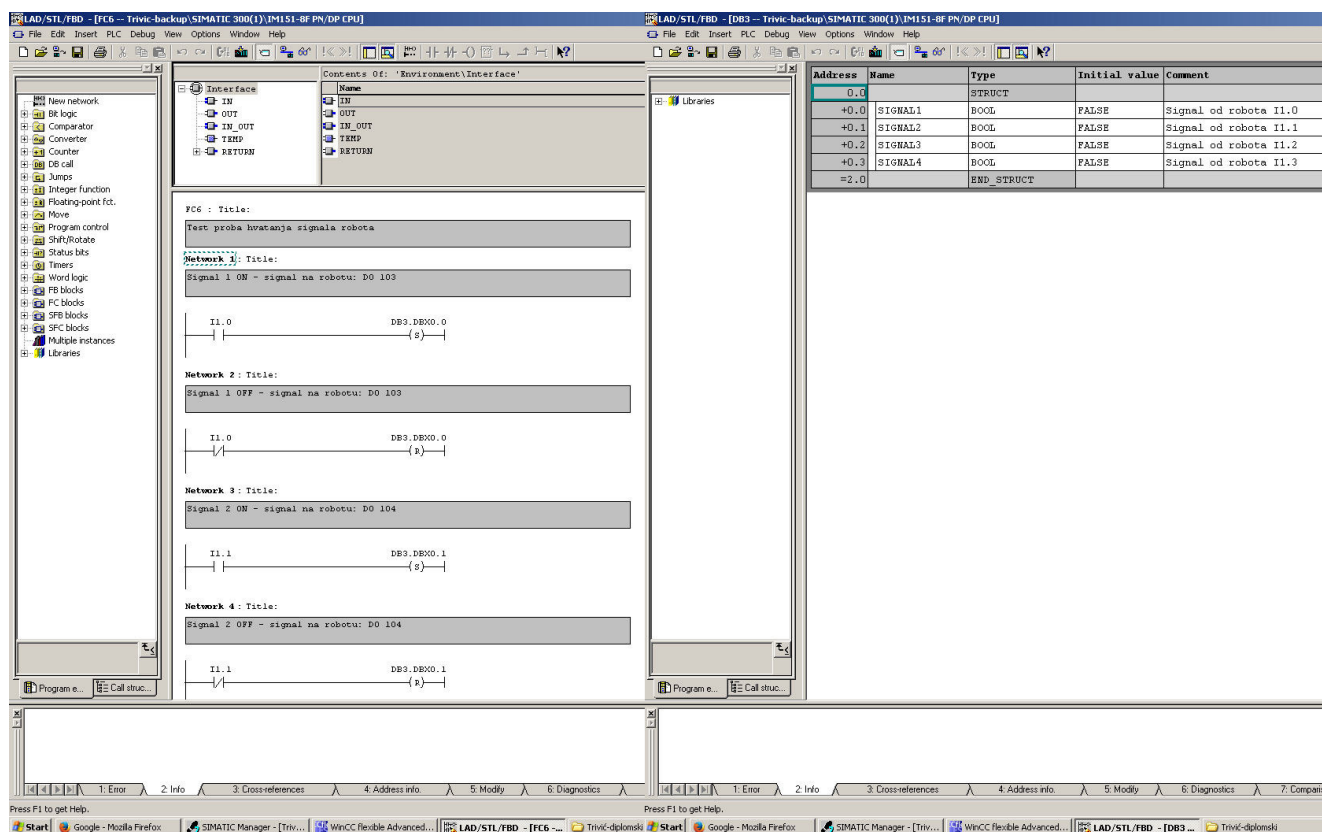 LAD/STL/FBD - [FC6 -- Trivic-backup\SIMATIC 300(1)\IM151-8F PN/DP CPU]
File Edit Insert PLC Debug View Options Window Help
New network
Bit logic
Comparator
Converter
Counter
DB call
Jumps
Integer function
Floating-point fct.
Move
Program control
Shift/Rotate
Status bits
Timers
Word logic
FB blocks
FC blocks
SFB blocks
SFC blocks
Multiple instances
Libraries
Program e...
Call struc...
Contents Of: 'Environment\Interface'
Interface
IN
OUT
IN_OUT
TEMP
RETURN
Name
IN
OUT
IN_OUT
TEMP
RETURN
FC6 : Title:
Test proba hvatanja signala robota
Network 1: Title:
Signal 1 ON - signal na robotu: DO 103
I1.0 DB3.DBX0.0
(S)
Network 2 : Title:
Signal 1 OFF - signal na robotu: DO 103
I1.0 DB3.DBX0.0
(R)
Network 3 : Title:
Signal 2 ON - signal na robotu: DO 104
I1.1 DB3.DBX0.1
(S)
Network 4 : Title:
Signal 2 OFF - signal na robotu: DO 104
I1.1 DB3.DBX0.1
(R)
1: Error 2: Info 3: Cross-references 4: Address info. 5: Modify 6: Diagnostics
Press F1 to get Help.
Start Google - Mozilla Firefox SIMATIC Manager - [Triv... WinCC flexible Advanced... LAD/STL/FBD - [FC6 -... Trivić-diplomski
LAD/STL/FBD - [DB3 -- Trivic-backup\SIMATIC 300(1)\IM151-8F PN/DP CPU]
File Edit Insert PLC Debug View Options Window Help
Libraries
Program e...
Call struc...
Address Name Type Initial value Comment
0.0 STRUCT
+0.0 SIGNAL1 BOOL FALSE Signal od robota I1.0
+0.1 SIGNAL2 BOOL FALSE Signal od robota I1.1
+0.2 SIGNAL3 BOOL FALSE Signal od robota I1.2
+0.3 SIGNAL4 BOOL FALSE Signal od robota I1.3
=2.0 END_STRUCT
1: Error 2: Info 3: Cross-references 4: Address info. 5: Modify 6: Diagnostics 7: Comparis
Press F1 to get Help.
Start Google - Mozilla Firefox SIMATIC Manager - [Triv... WinCC flexible Advanced... LAD/STL/FBD - [DB3 ... Trivić-diplomski